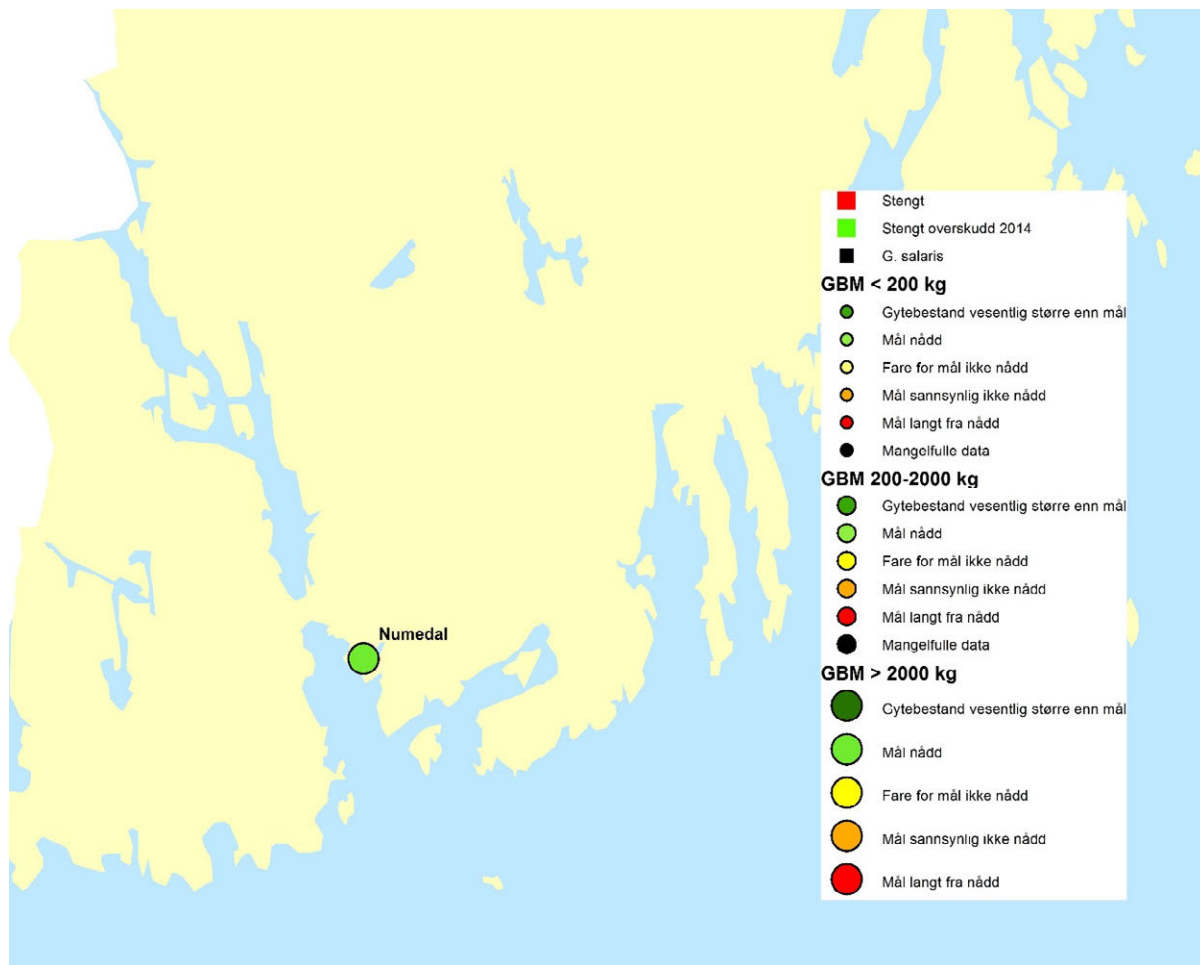 Numedal
Stengt
Stengt overskudd 2014
G. salaris
GBM < 200 kg
Gytebestand vesentlig større enn mål
Mål nådd
Fare for mål ikke nådd
Mål sannsynlig ikke nådd
Mål langt fra nådd
Mangelfulle data
GBM 200-2000 kg
Gytebestand vesentlig større enn mål
Mål nådd
Fare for mål ikke nådd
Mål sannsynlig ikke nådd
Mål langt fra nådd
Mangelfulle data
GBM > 2000 kg
Gytebestand vesentlig større enn mål
Mål nådd
Fare for mål ikke nådd
Mål sannsynlig ikke nådd
Mål langt fra nådd